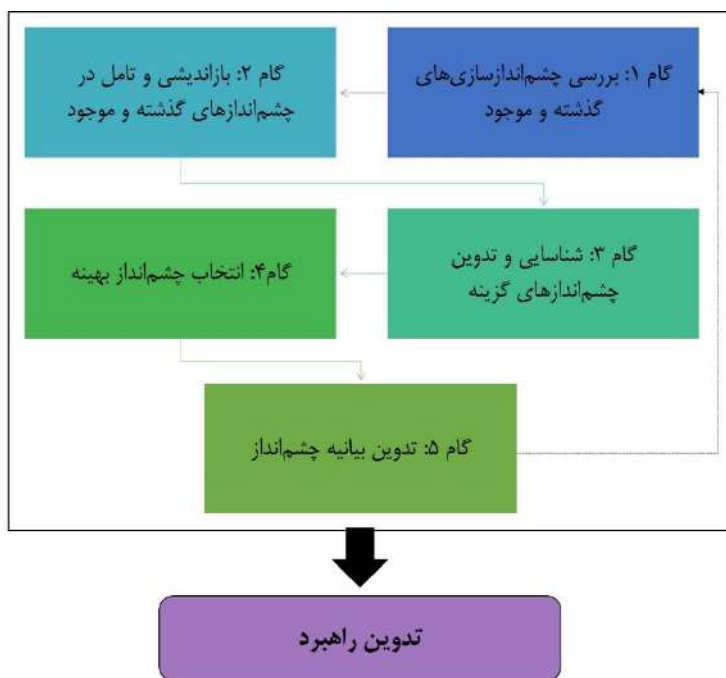 گام ۱: بررسی چشم‌اندازسازی‌های
گذشته و موجود
گام ۲: بازاندیشی و تامل در
چشم‌اندازهای گذشته و موجود
گام ۳: شناسایی و تدوین
چشم‌اندازهای گزینه
گام۴: انتخاب چشم‌انداز بهینه
گام ۵: تدوین بیانیه چشم‌انداز
تدوین راهبرد